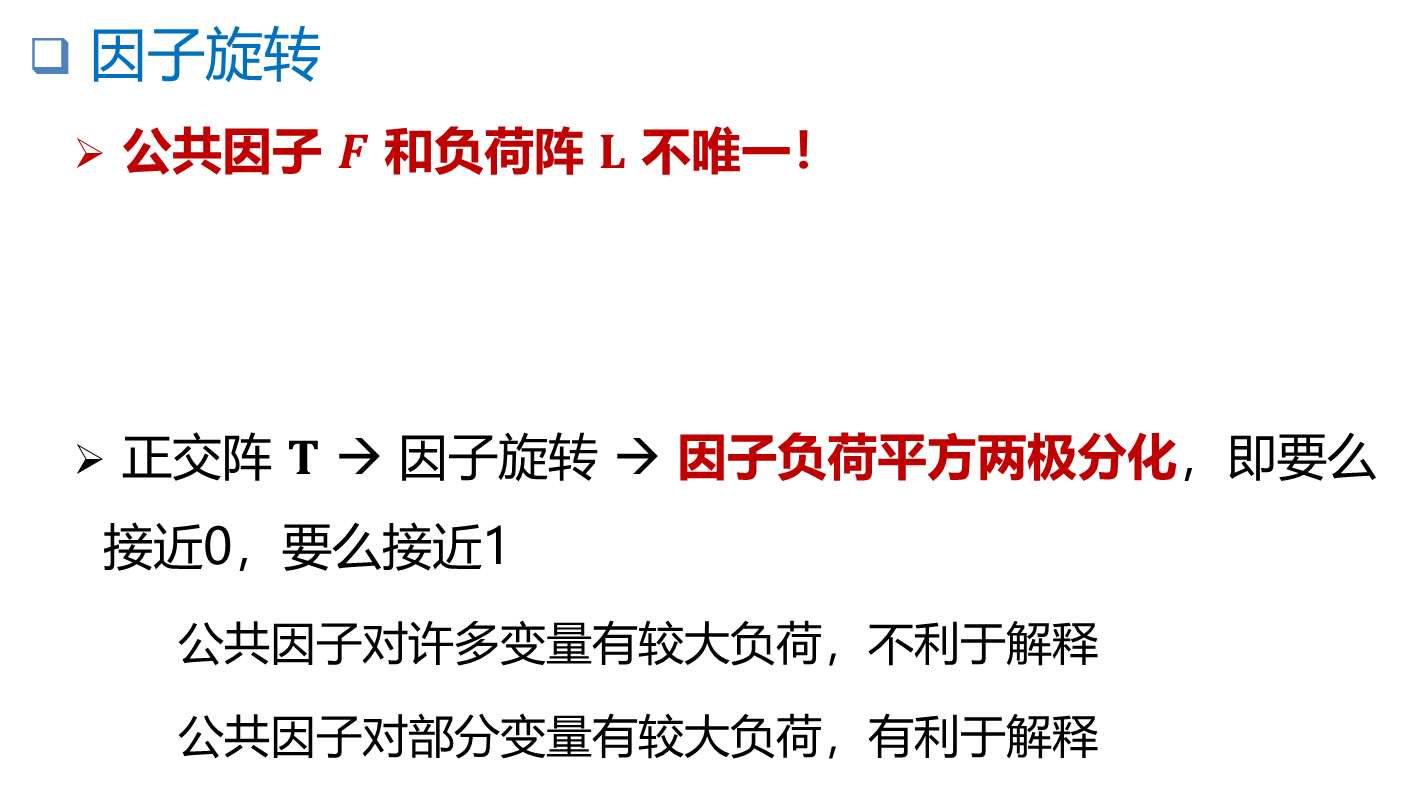 因子旋转
公共因子 F 和负荷阵 L 不唯一！
正交阵 T → 因子旋转 → 因子负荷平方两极分化，即要么
接近0，要么接近1
公共因子对许多变量有较大负荷，不利于解释
公共因子对部分变量有较大负荷，有利于解释